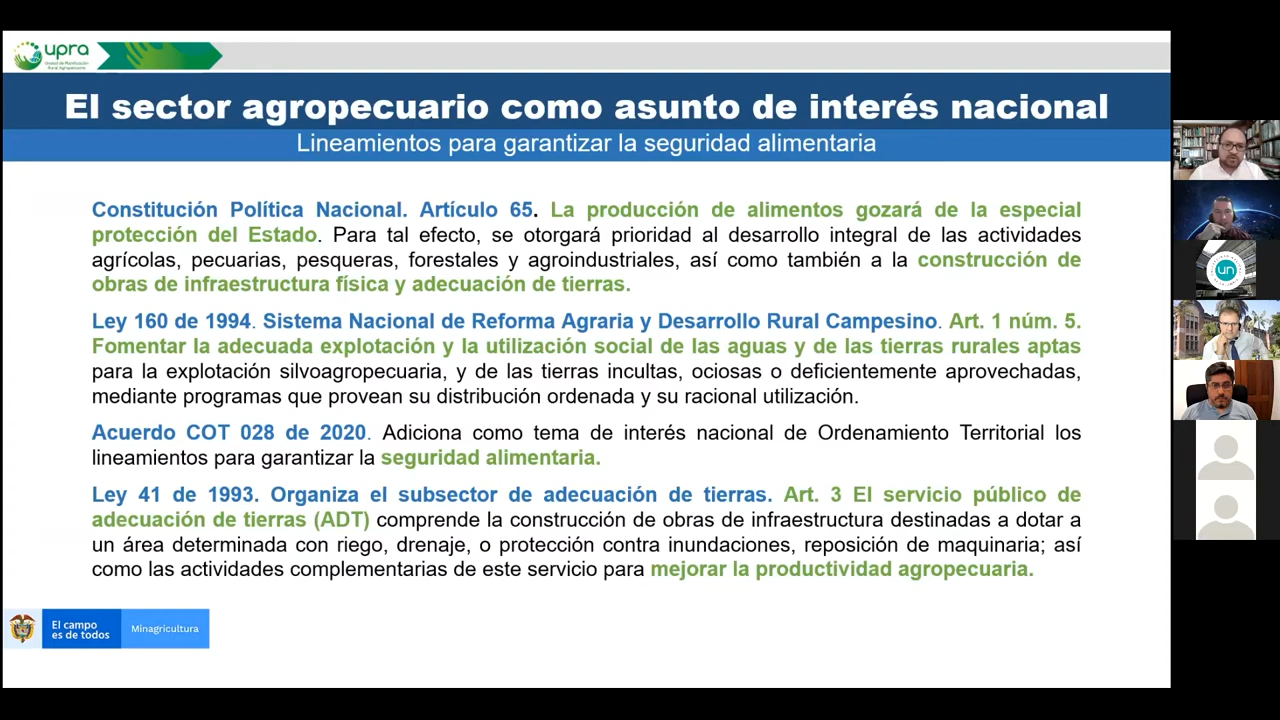 upra
Unidad de Planificación
Rural Agropecuaria
El sector agropecuario como asunto de interés nacional
Lineamientos para garantizar la seguridad alimentaria
Constitución Política Nacional. Artículo 65. La producción de alimentos gozará de la especial
protección del Estado. Para tal efecto, se otorgará prioridad al desarrollo integral de las actividades
agrícolas, pecuarias, pesqueras, forestales y agroindustriales, así como también a la construcción de
obras de infraestructura física y adecuación de tierras.
Ley 160 de 1994. Sistema Nacional de Reforma Agraria y Desarrollo Rural Campesino. Art. 1 núm. 5.
Fomentar la adecuada explotación y la utilización social de las aguas y de las tierras rurales aptas
para la explotación silvoagropecuaria, y de las tierras incultas, ociosas o deficientemente aprovechadas,
mediante programas que provean su distribución ordenada y su racional utilización.
Acuerdo COT 028 de 2020. Adiciona como tema de interés nacional de Ordenamiento Territorial los
lineamientos para garantizar la seguridad alimentaria.
Ley 41 de 1993. Organiza el subsector de adecuación de tierras. Art. 3 El servicio público de
adecuación de tierras (ADT) comprende la construcción de obras de infraestructura destinadas a dotar a
un área determinada con riego, drenaje, o protección contra inundaciones, reposición de maquinaria; así
como las actividades complementarias de este servicio para mejorar la productividad agropecuaria.
El campo
es de todos
Minagricultura
un